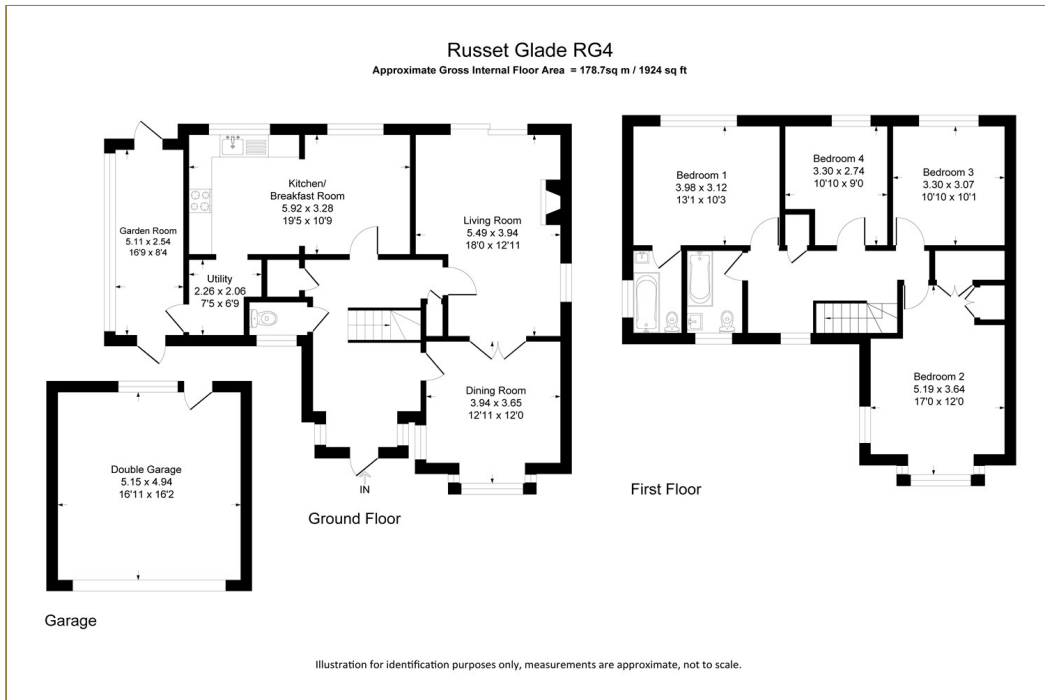 Russet Glade RG4
Approximate Gross Internal Floor Area = 178.7sq m / 1924 sq ft
Garden Room
5.11 x 2.54
16'9 x 8'4
Kitchen/
Breakfast Room
5.92 x 3.28
19'5 x 10'9
Living Room
5.49 x 3.94
18'0 x 12'11
Utility
2.26 x 2.06
7'5 x 6'9
Dining Room
3.94 x 3.65
12'11 x 12'0
IN
Ground Floor
Double Garage
5.15 x 4.94
16'11 x 16'2
Garage
Bedroom 1
3.98 x 3.12
13'1 x 10'3
Bedroom 4
3.30 x 2.74
10'10 x 9'0
Bedroom 3
3.30 x 3.07
10'10 x 10'1
Bedroom 2
5.19 x 3.64
17'0 x 12'0
First Floor
Illustration for identification purposes only, measurements are approximate, not to scale.